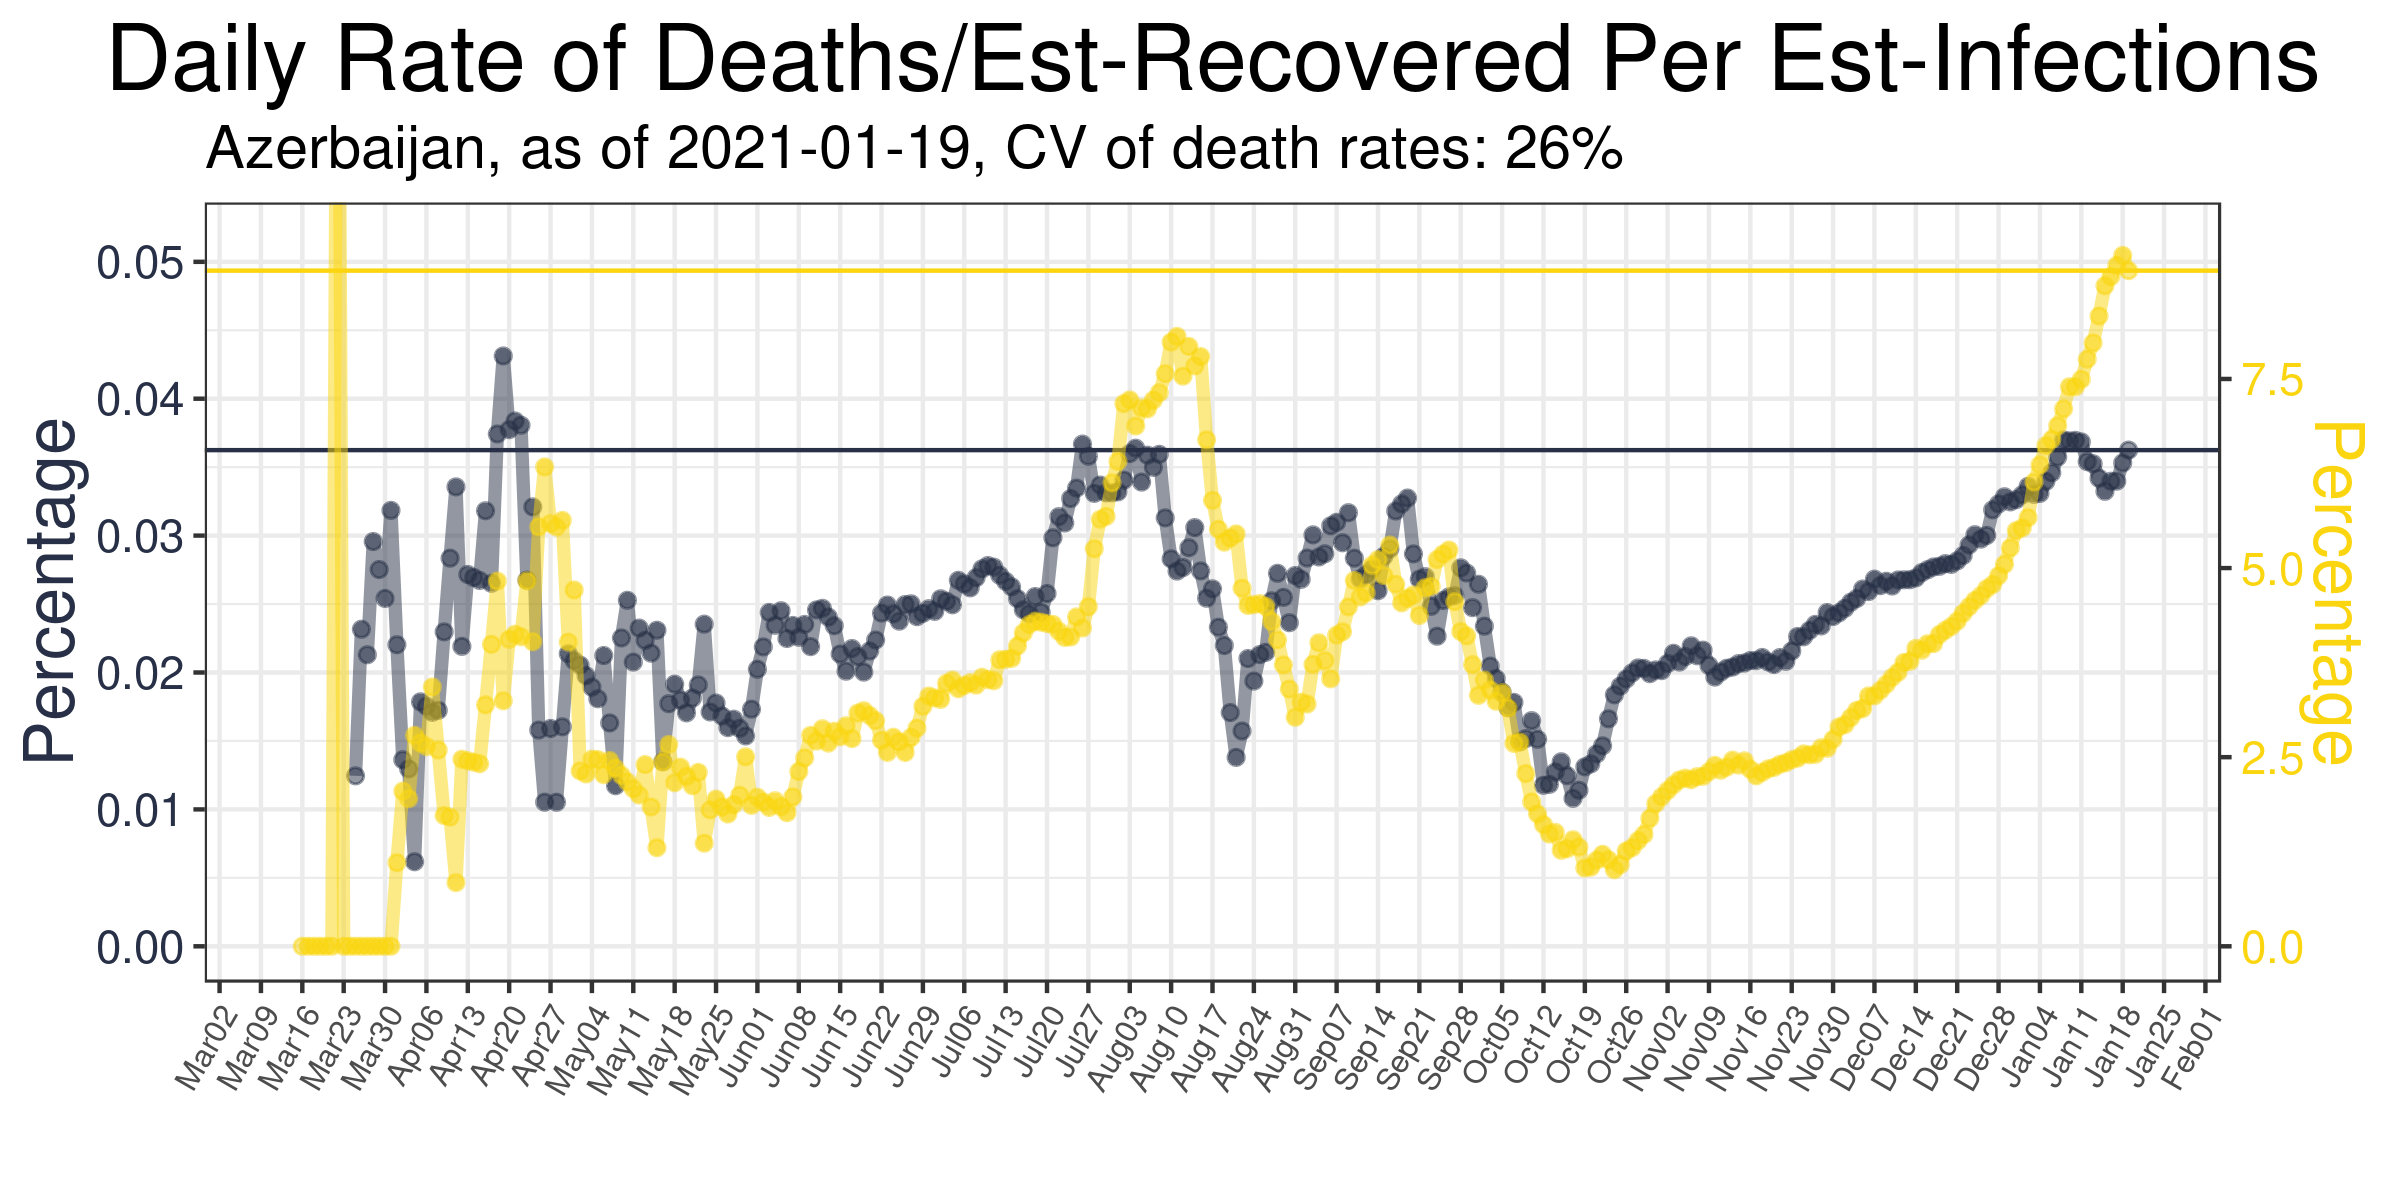 Daily Rate of Deaths/Est-Recovered Per Est-Infections
Azerbaijan, as of 2021-01-19, CV of death rates: 26%
Percentage
0.05
0.04
0.03
0.02
0.01
0.00
7.5
5.0
2.5
0.0
Percentage
Mar02 Mar09 Mar16 Mar23 Mar30 Apr06 Apr13 Apr20 Apr27 May04 May11 May18 May25 Jun01 Jun08 Jun15 Jun22 Jun29 Jul06 Jul13 Jul20 Jul27 Aug03 Aug10 Aug17 Aug24 Aug31 Sep07 Sep14 Sep21 Sep28 Oct05 Oct12 Oct19 Oct26 Nov02 Nov09 Nov16 Nov23 Nov30 Dec07 Dec14 Dec21 Dec28 Jan04 Jan11 Jan18 Jan25 Feb01